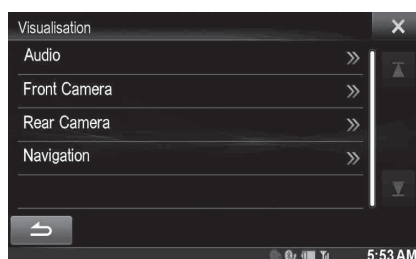 Visualisation
Audio
Front Camera
Rear Camera
Navigation
5:53 AM